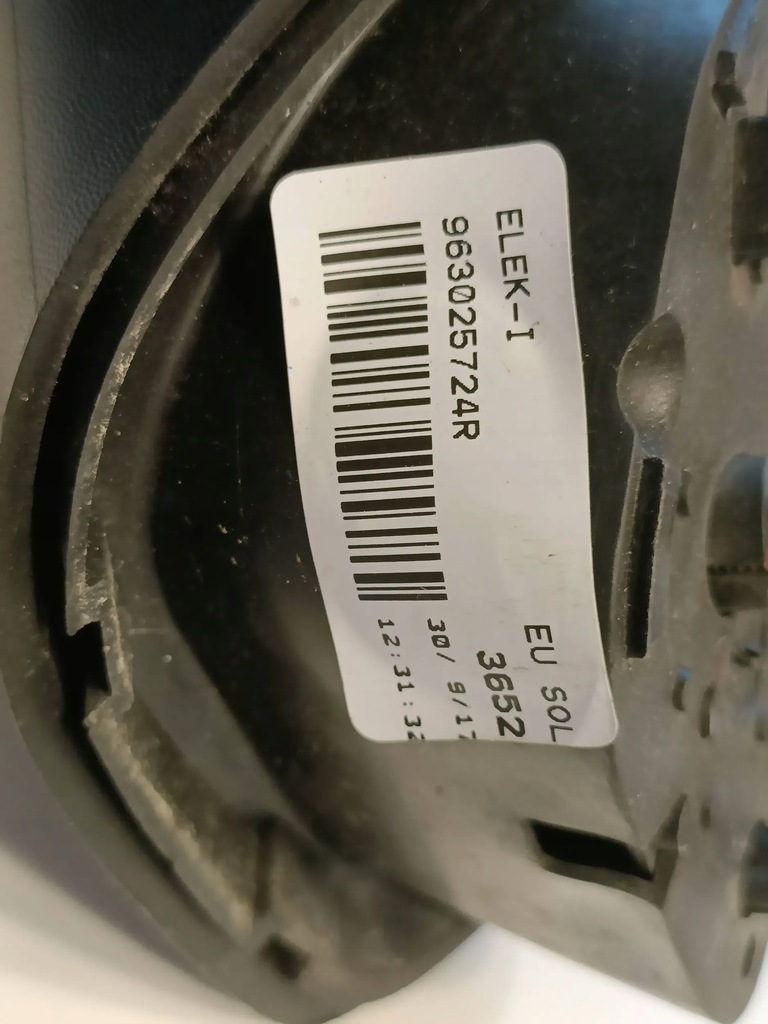 ELEK-I
963025724R
EU SOL
3652
30/ 9/17
12:31:32